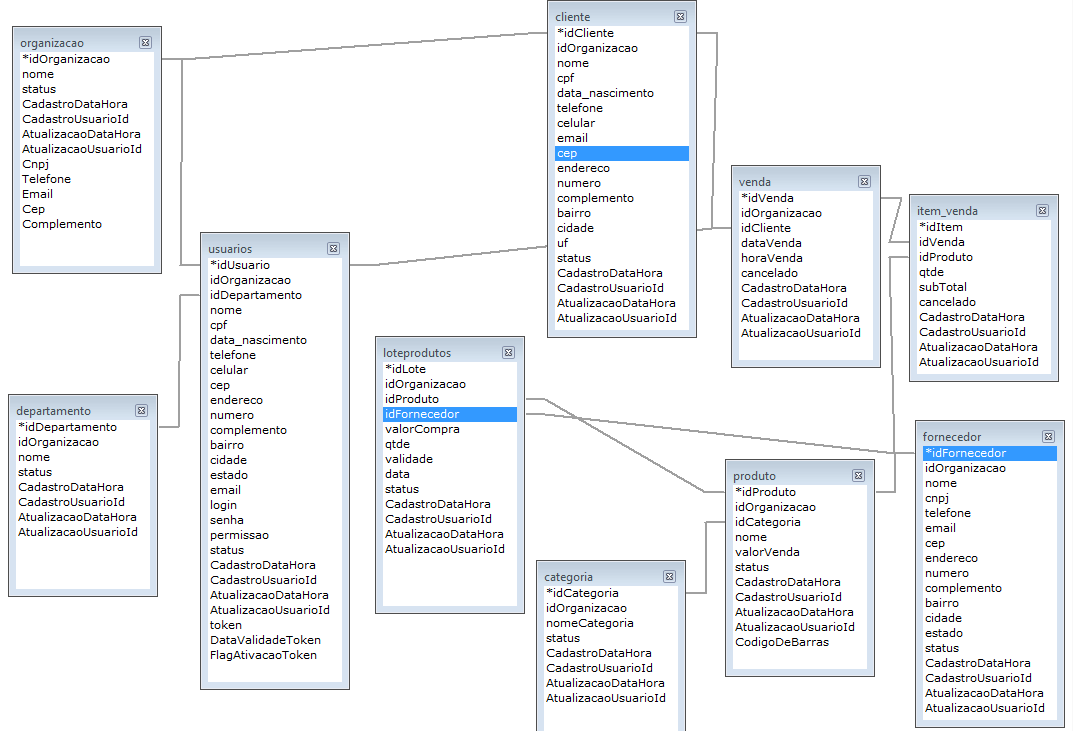 organizacao
*idOrganizacao
nome
status
CadastroDataHora
CadastroUsuarioId
AtualizacaoDataHora
AtualizacaoUsuarioId
Cnpj
Telefone
Email
Cep
Complemento
cliente
*idCliente
idOrganizacao
nome
cpf
data_nascimento
telefone
celular
email
cep
endereco
numero
complemento
bairro
cidade
uf
status
CadastroDataHora
CadastroUsuarioId
AtualizacaoDataHora
AtualizacaoUsuarioId
venda
*idVenda
idOrganizacao
idCliente
dataVenda
horaVenda
cancelado
CadastroDataHora
CadastroUsuarioId
AtualizacaoDataHora
AtualizacaoUsuarioId
item_venda
*idItem
idVenda
idProduto
qtde
subTotal
cancelado
CadastroDataHora
CadastroUsuarioId
AtualizacaoDataHora
AtualizacaoUsuarioId
usuarios
*idUsuario
idOrganizacao
idDepartamento
nome
cpf
data_nascimento
telefone
celular
cep
endereco
numero
complemento
bairro
cidade
estado
email
login
senha
permissao
status
CadastroDataHora
CadastroUsuarioId
AtualizacaoDataHora
AtualizacaoUsuarioId
token
DataValidadeToken
FlagAtivacaoToken
loteprodutos
*idLote
idOrganizacao
idProduto
idFornecedor
valorCompra
qtde
validade
data
status
CadastroDataHora
CadastroUsuarioId
AtualizacaoDataHora
AtualizacaoUsuarioId
departamento
*idDepartamento
idOrganizacao
nome
status
CadastroDataHora
CadastroUsuarioId
AtualizacaoDataHora
AtualizacaoUsuarioId
fornecedor
*idFornecedor
idOrganizacao
nome
cnpj
telefone
email
cep
endereco
numero
complemento
bairro
cidade
estado
status
CadastroDataHora
CadastroUsuarioId
AtualizacaoDataHora
AtualizacaoUsuarioId
produto
*idProduto
idOrganizacao
idCategoria
nome
valorVenda
status
CadastroDataHora
CadastroUsuarioId
AtualizacaoDataHora
AtualizacaoUsuarioId
CodigoDeBarras
categoria
*idCategoria
idOrganizacao
nomeCategoria
status
CadastroDataHora
CadastroUsuarioId
AtualizacaoDataHora
AtualizacaoUsuarioId